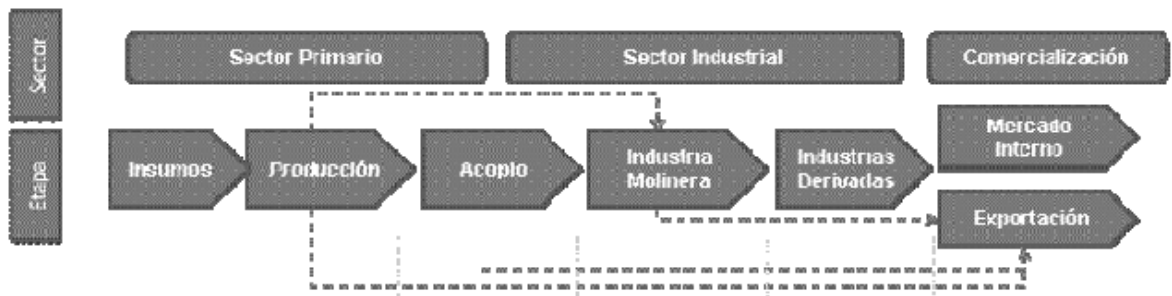 Sector
Sector Primario
Sector Industrial
Comercialización
Etapa
Insumos
Producción
Acopio
Industria
Molinera
Industrias
Derivadas
Mercado
Interno
Exportación